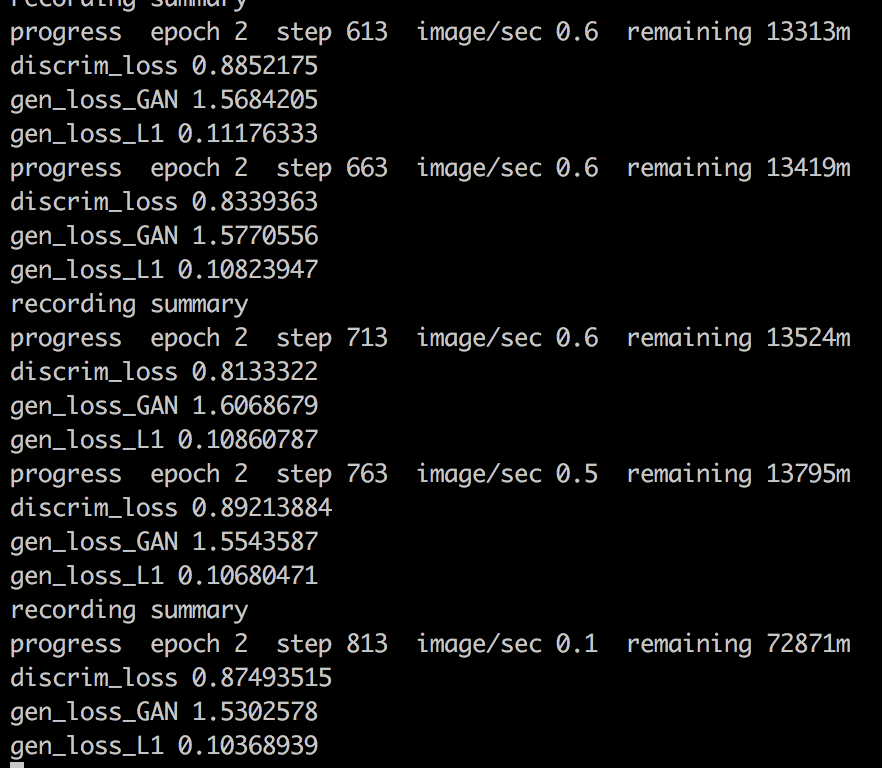 recording summary
progress  epoch 2  step 613  image/sec 0.6  remaining 13313m
discrim_loss 0.8852175
gen_loss_GAN 1.5684205
gen_loss_L1 0.11176333
progress  epoch 2  step 663  image/sec 0.6  remaining 13419m
discrim_loss 0.8339363
gen_loss_GAN 1.5770556
gen_loss_L1 0.10823947
recording summary
progress  epoch 2  step 713  image/sec 0.6  remaining 13524m
discrim_loss 0.8133322
gen_loss_GAN 1.6068679
gen_loss_L1 0.10860787
progress  epoch 2  step 763  image/sec 0.5  remaining 13795m
discrim_loss 0.89213884
gen_loss_GAN 1.5543587
gen_loss_L1 0.10680471
recording summary
progress  epoch 2  step 813  image/sec 0.1  remaining 72871m
discrim_loss 0.87493515
gen_loss_GAN 1.5302578
gen_loss_L1 0.10368939